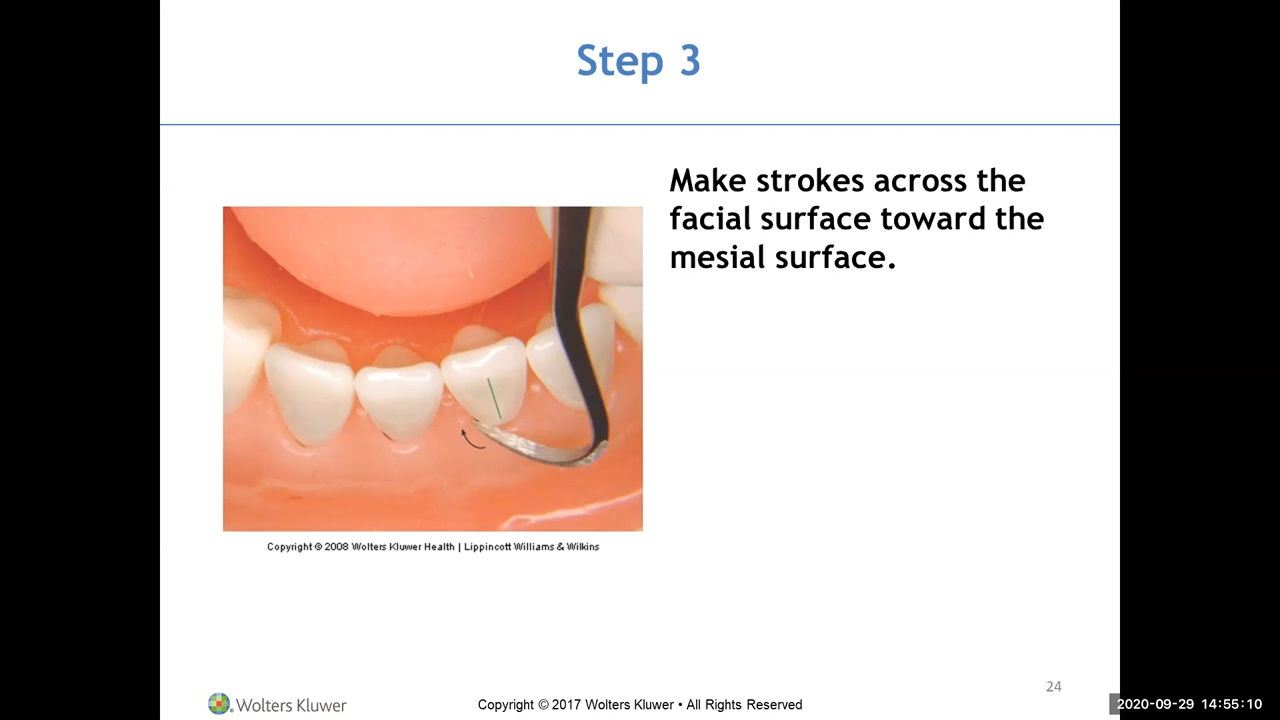 Step 3
Make strokes across the
facial surface toward the
mesial surface.
Copyright © 2008 Wolters Kluwer Health | Lippincott Williams & Wilkins
24
Wolters Kluwer
Copyright © 2017 Wolters Kluwer • All Rights Reserved
2020-09-29 14:55:10